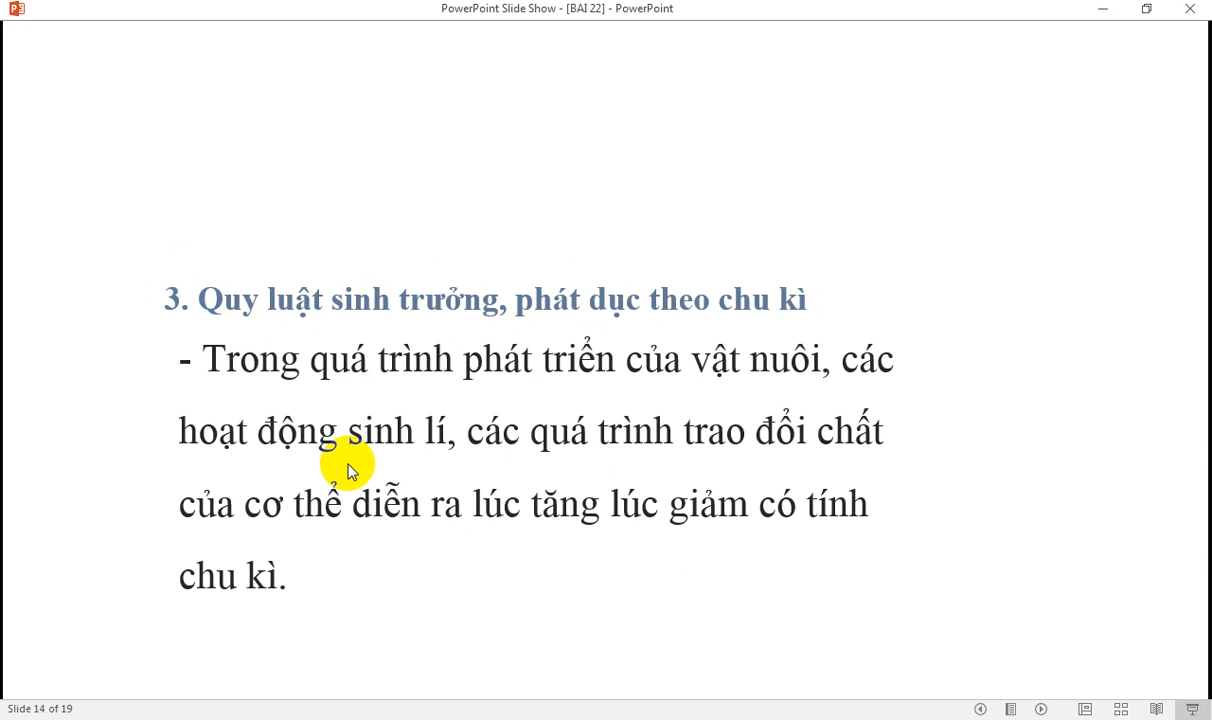 PowerPoint Slide Show - [BAI 22] - PowerPoint
3. Quy luật sinh trưởng, phát dục theo chu kì
- Trong quá trình phát triển của vật nuôi, các
hoạt động sinh lí, các quá trình trao đổi chất
của cơ thể diễn ra lúc tăng lúc giảm có tính
chu kì.
Slide 14 of 19